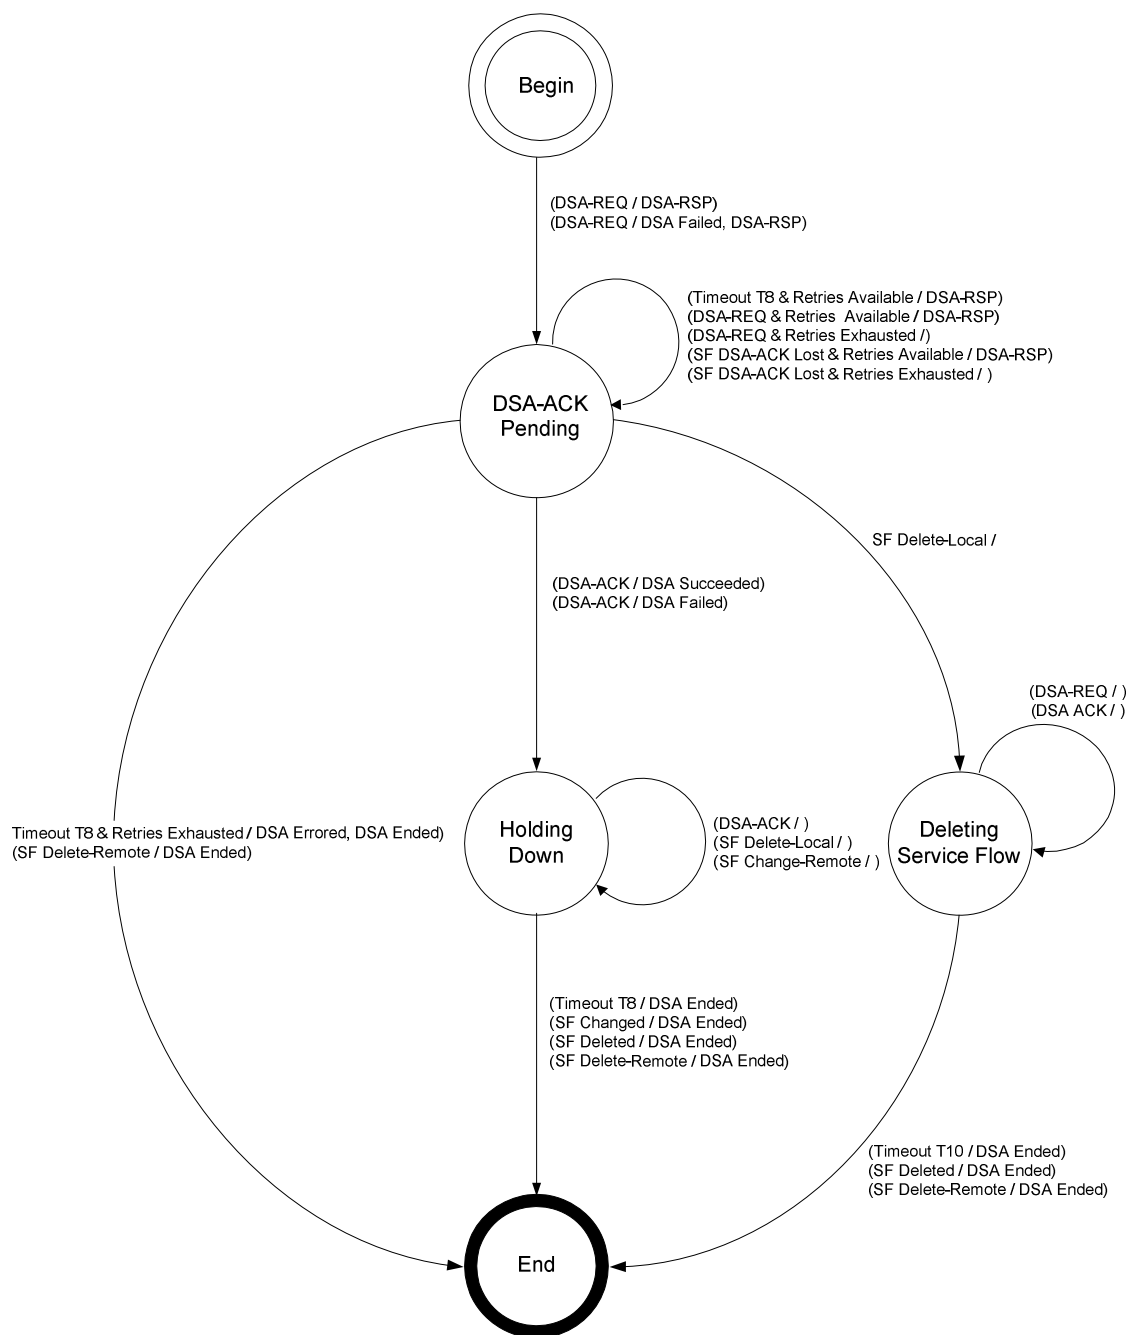 Begin
(DSA-REQ / DSA-RSP)
(DSA-REQ / DSA Failed, DSA-RSP)
(Timeout T8 & Retries Available / DSA-RSP)
(DSA-REQ & Retries Available / DSA-RSP)
(DSA-REQ & Retries Exhausted /)
(SF DSA-ACK Lost & Retries Available / DSA-RSP)
(SF DSA-ACK Lost & Retries Exhausted / )
DSA-ACK
Pending
SF Delete-Local /
(DSA-ACK / DSA Succeeded)
(DSA-ACK / DSA Failed)
(DSA-REQ / )
(DSA ACK / )
Timeout T8 & Retries Exhausted / DSA Errored, DSA Ended)
(SF Delete-Remote / DSA Ended)
Holding
Down
(DSA-ACK / )
(SF Delete-Local / )
(SF Change-Remote / )
Deleting
Service Flow
(Timeout T8 / DSA Ended)
(SF Changed / DSA Ended)
(SF Deleted / DSA Ended)
(SF Delete-Remote / DSA Ended)
(Timeout T10 / DSA Ended)
(SF Deleted / DSA Ended)
(SF Delete-Remote / DSA Ended)
End